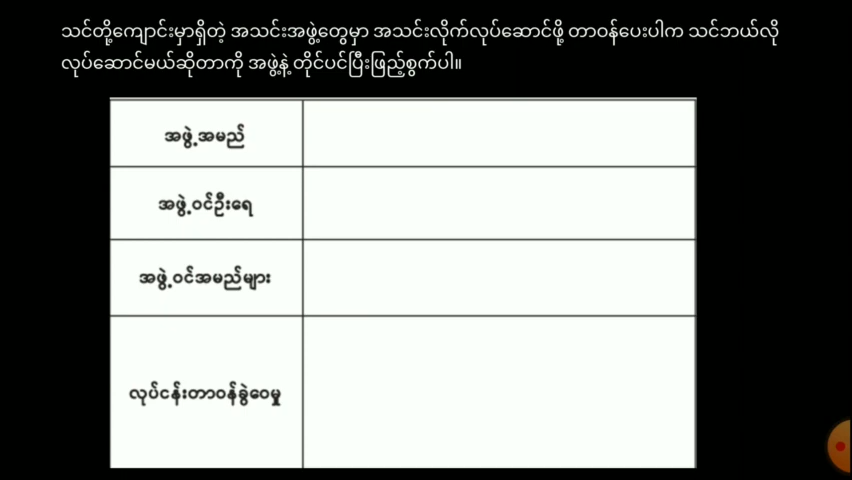 သင်တို့ကျောင်းမှာရှိတဲ့ အသင်းအဖွဲ့တွေမှာ အသင်းလိုက်လုပ်ဆောင်ဖို့ တာဝန်ပေးပါက သင်ဘယ်လို
လုပ်ဆောင်မယ်ဆိုတာကို အဖွဲ့နဲ့ တိုင်ပင်ပြီးဖြည့်စွက်ပါ။
အဖွဲ့အမည်
အဖွဲ့ဝင်ဦးရေ
အဖွဲ့ဝင်အမည်များ
လုပ်ငန်းတာဝန်ခွဲဝေမှု